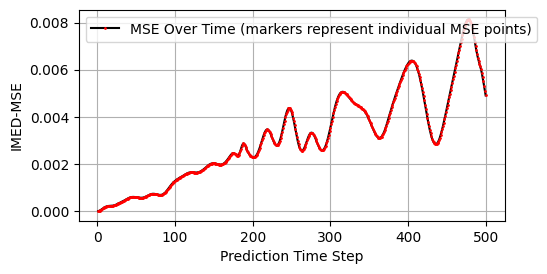 MSE Over Time (markers represent individual MSE points)
0.008
0.006
0.004
0.002
0.000
IMED-MSE
0 100 200 300 400 500
Prediction Time Step